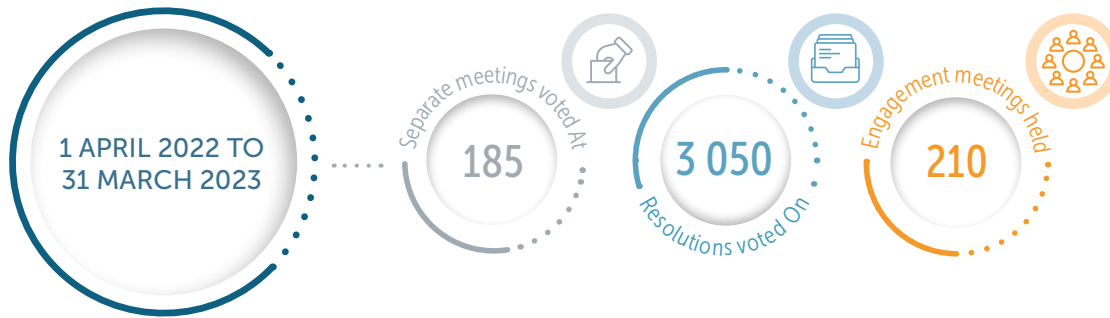 1 APRIL 2022 TO
31 MARCH 2023
Separate meetings voted At
185
3 050
Resolutions voted On
Engagement meetings held
210